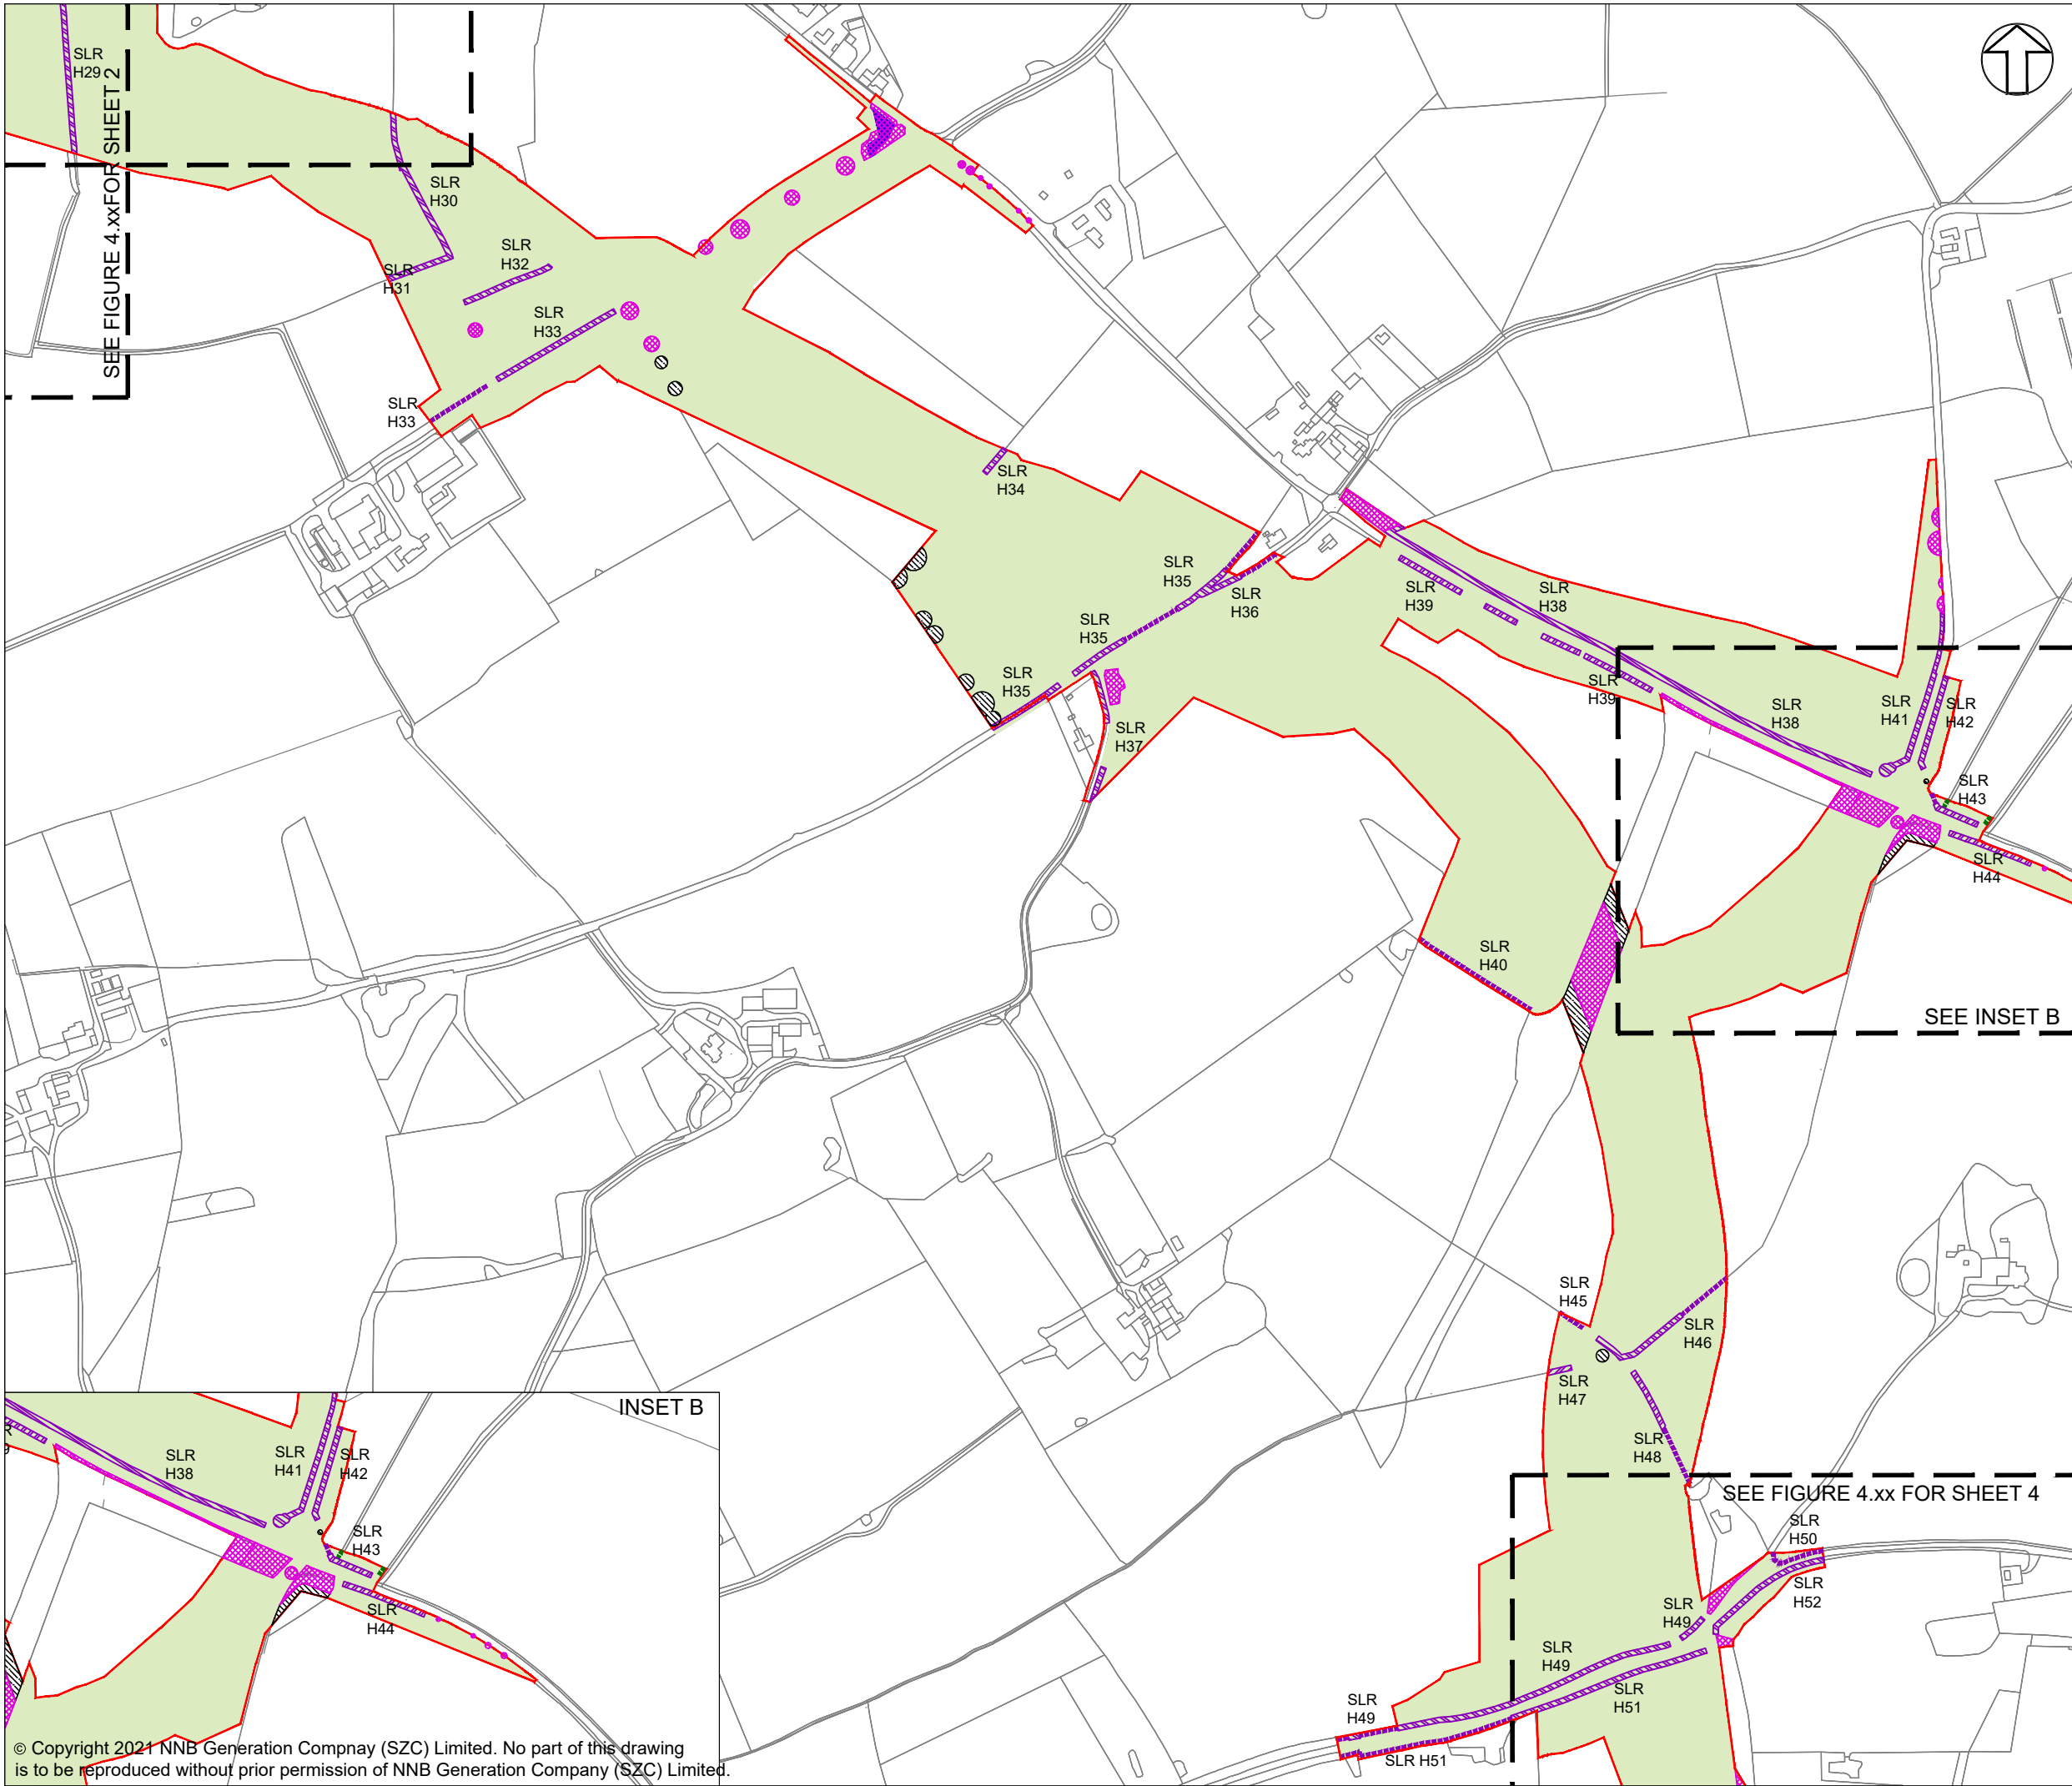 SLR
H29
SEE FIGURE 4.xxFOR SHEET 2
SLR
H30
SLR
H31
SLR
H32
SLR
H33
SLR
H33
SLR
H34
SLR
H35
SLR
H36
SLR
H35
SLR
H35
SLR
H37
SLR
H38
SLR
H39
SLR
H39
SLR
H38
SLR
H41
SLR
H42
SLR
H43
SLR
H44
SLR
H40
SEE INSET B
SLR
H45
SLR
H46
SLR
H47
SLR
H48
SEE FIGURE 4.xx FOR SHEET 4
SLR
H50
SLR
H52
SLR
H49
SLR
H49
SLR
H51
SLR
H49
SLR H51
INSET B
SLR
H38
SLR
H41
SLR
H42
SLR
H43
SLR
H44
© Copyright 2021 NNB Generation Compnay (SZC) Limited. No part of this drawing
is to be reproduced without prior permission of NNB Generation Company (SZC) Limited.